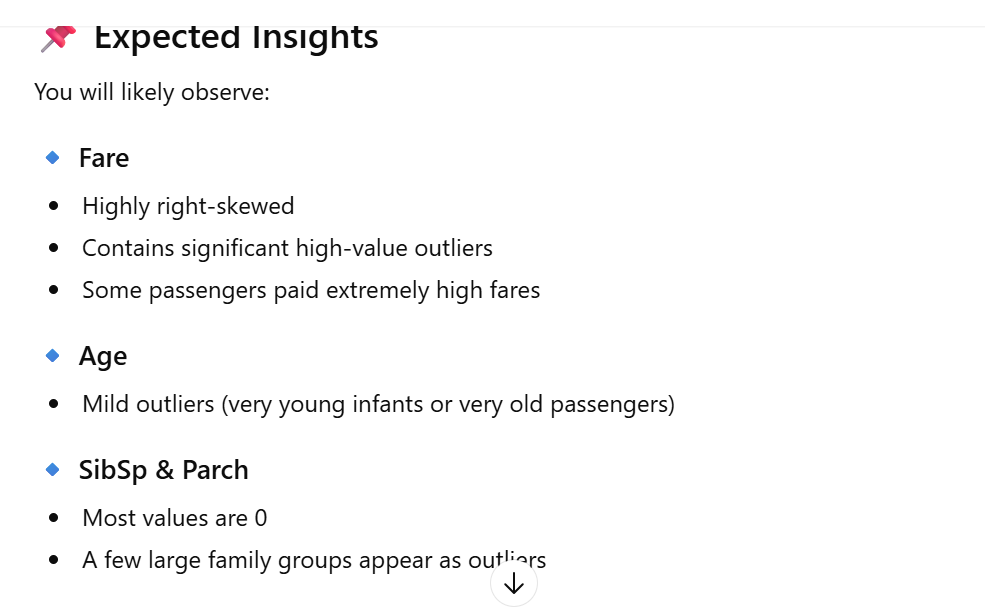 Expected Insights
You will likely observe:
Fare
Highly right-skewed
Contains significant high-value outliers
Some passengers paid extremely high fares
Age
Mild outliers (very young infants or very old passengers)
SibSp & Parch
Most values are 0
A few large family groups appear as outliers